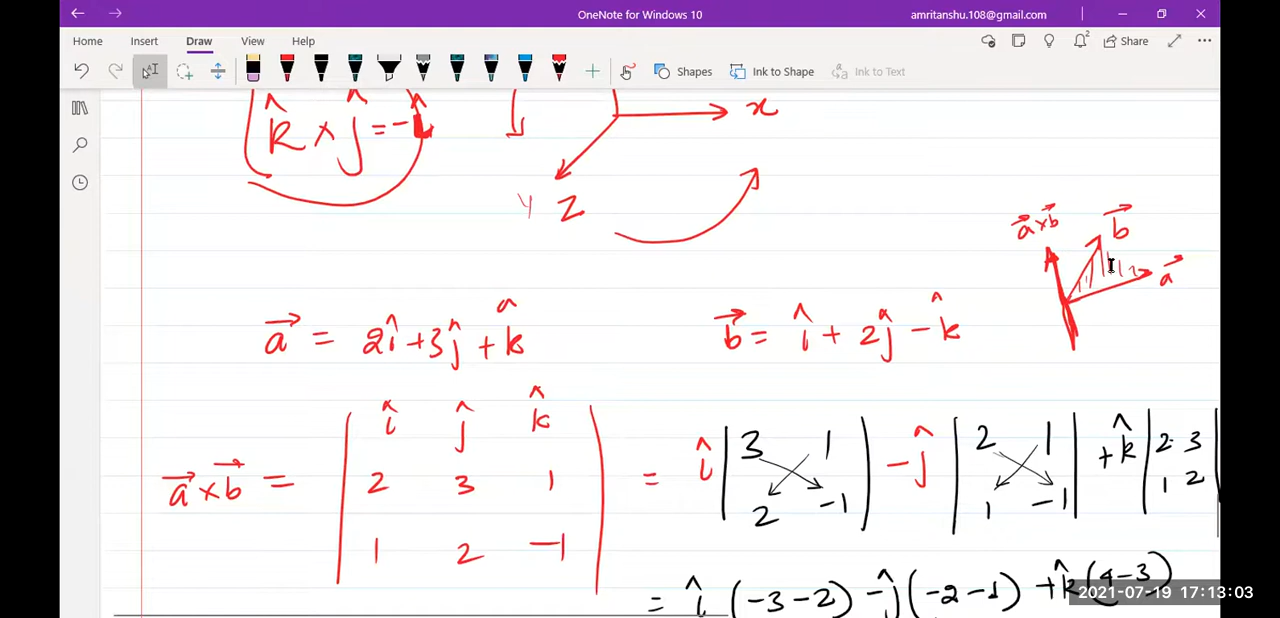 OneNote for Windows 10
amritanshu.108@gmail.com
Home Insert Draw View Help
Share
Shapes Ink to Shape Ink to Text
k̂ × ĵ = -î
x
y z
a⃗×b⃗ b⃗
a⃗
a⃗ = 2î+3ĵ+k̂ b⃗ = î + 2ĵ - k̂
a⃗×b⃗ = | î ĵ k̂ | = î | 3 1 | -ĵ | 2 1 | +k̂ | 2 3 |
| 2 3 1 | | 2 -1 | | 1 -1 | | 1 2 |
| 1 2 -1 |
= î (-3-2) -ĵ (-2-1) +k̂ (4-3)
2021-07-19 17:13:03